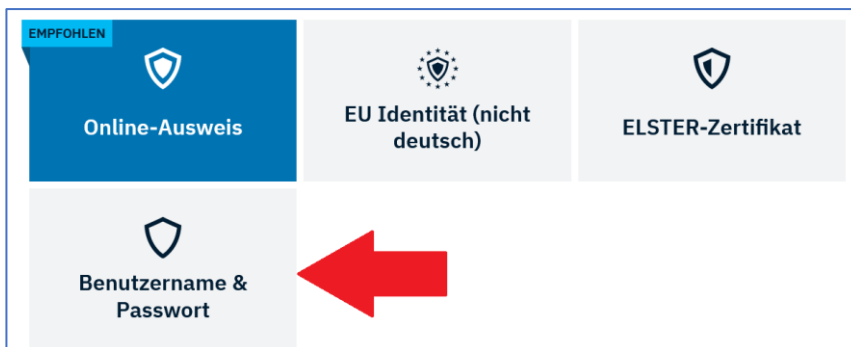 EMPFOHLEN
Online-Ausweis
EU Identität (nicht
deutsch)
ELSTER-Zertifikat
Benutzername &
Passwort